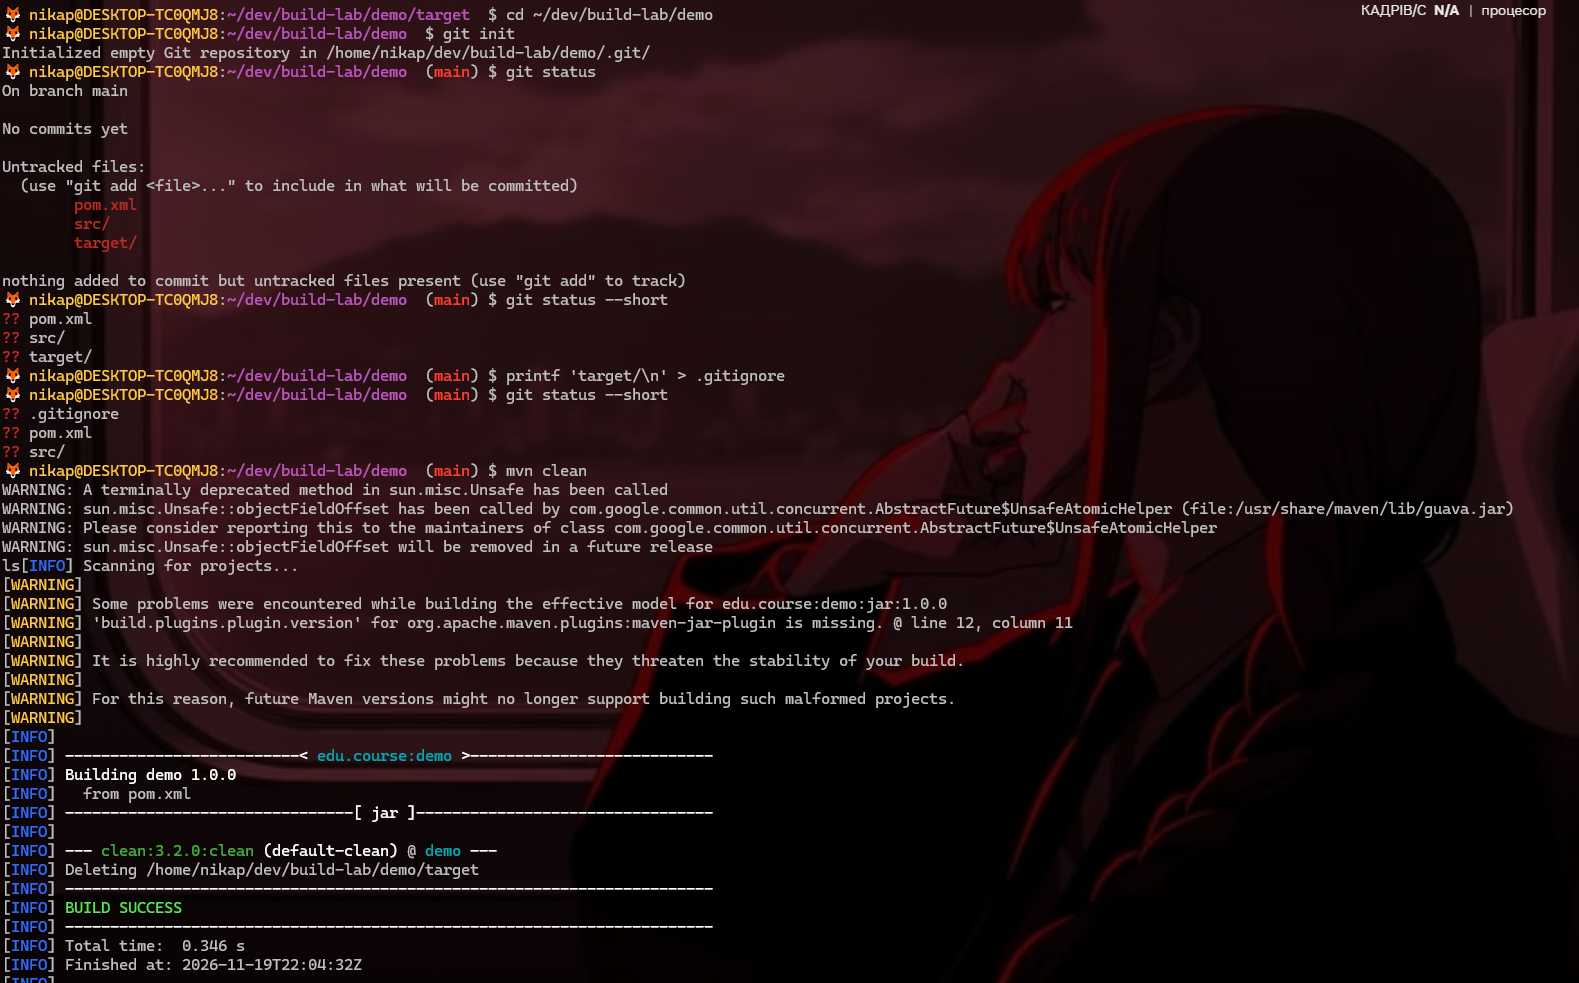 КАДРІВ/С N/A | процесор
nikap@DESKTOP-TC0QMJ8:~/dev/build-lab/demo/target $ cd ~/dev/build-lab/demo
nikap@DESKTOP-TC0QMJ8:~/dev/build-lab/demo $ git init
Initialized empty Git repository in /home/nikap/dev/build-lab/demo/.git/
nikap@DESKTOP-TC0QMJ8:~/dev/build-lab/demo (main) $ git status
On branch main
No commits yet
Untracked files:
(use "git add <file>..." to include in what will be committed)
pom.xml
src/
target/
nothing added to commit but untracked files present (use "git add" to track)
nikap@DESKTOP-TC0QMJ8:~/dev/build-lab/demo (main) $ git status --short
?? pom.xml
?? src/
?? target/
nikap@DESKTOP-TC0QMJ8:~/dev/build-lab/demo (main) $ printf 'target/\n' > .gitignore
nikap@DESKTOP-TC0QMJ8:~/dev/build-lab/demo (main) $ git status --short
?? .gitignore
?? pom.xml
?? src/
nikap@DESKTOP-TC0QMJ8:~/dev/build-lab/demo (main) $ mvn clean
WARNING: A terminally deprecated method in sun.misc.Unsafe has been called
WARNING: sun.misc.Unsafe::objectFieldOffset has been called by com.google.common.util.concurrent.AbstractFuture$UnsafeAtomicHelper (file:/usr/share/maven/lib/guava.jar)
WARNING: Please consider reporting this to the maintainers of class com.google.common.util.concurrent.AbstractFuture$UnsafeAtomicHelper
WARNING: sun.misc.Unsafe::objectFieldOffset will be removed in a future release
ls[INFO] Scanning for projects...
[WARNING]
[WARNING] Some problems were encountered while building the effective model for edu.course:demo:jar:1.0.0
[WARNING] 'build.plugins.plugin.version' for org.apache.maven.plugins:maven-jar-plugin is missing. @ line 12, column 11
[WARNING]
[WARNING] It is highly recommended to fix these problems because they threaten the stability of your build.
[WARNING]
[WARNING] For this reason, future Maven versions might no longer support building such malformed projects.
[WARNING]
[INFO]
[INFO] --------------------------< edu.course:demo >---------------------------
[INFO] Building demo 1.0.0
[INFO]   from pom.xml
[INFO] --------------------------------[ jar ]---------------------------------
[INFO]
[INFO] --- clean:3.2.0:clean (default-clean) @ demo ---
[INFO] Deleting /home/nikap/dev/build-lab/demo/target
[INFO] ------------------------------------------------------------------------
[INFO] BUILD SUCCESS
[INFO] ------------------------------------------------------------------------
[INFO] Total time:  0.346 s
[INFO] Finished at: 2026-11-19T22:04:32Z
[INFO]